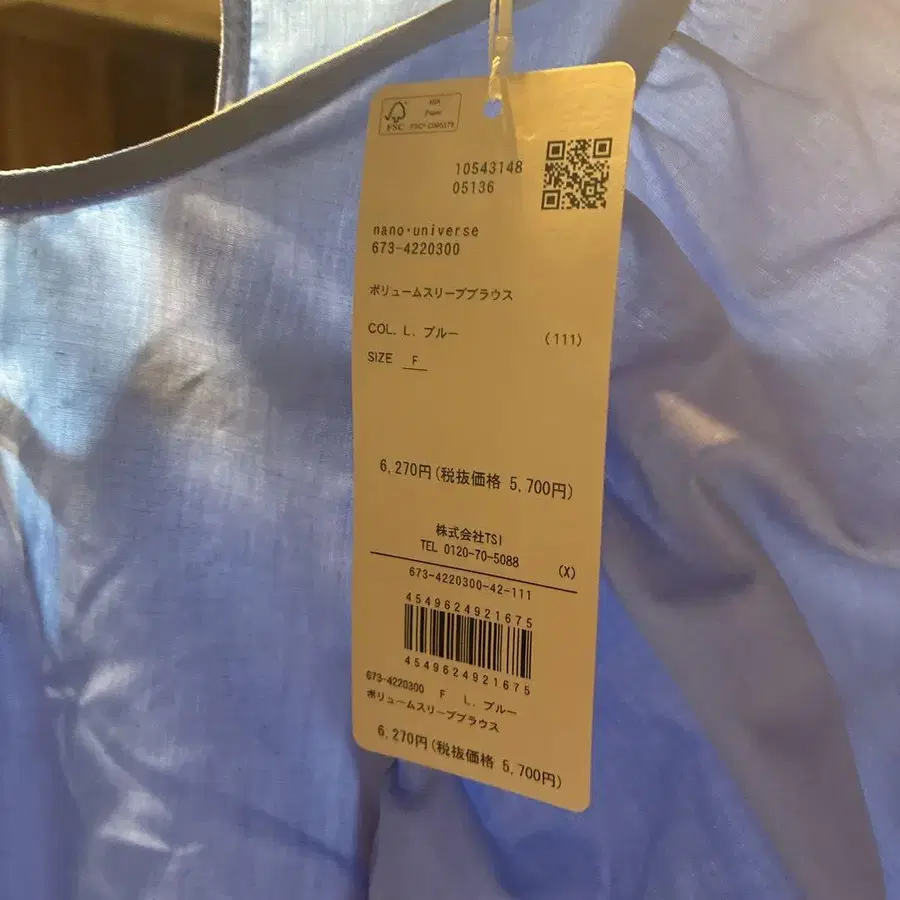 FSC
MIX
Paper
10543148
05136
nano・universe
673-4220300
ボリュームスリーブブラウス
COL. L. ブルー (111)
SIZE F
6,270円(税抜価格 5,700円)
株式会社TSI
TEL 0120-70-5088
(X)
673-4220300-42-111
4549624921675
4549624921675
673-4220300 F L. ブルー
ボリュームスリーブブラウス
6,270円(税抜価格 5,700円)